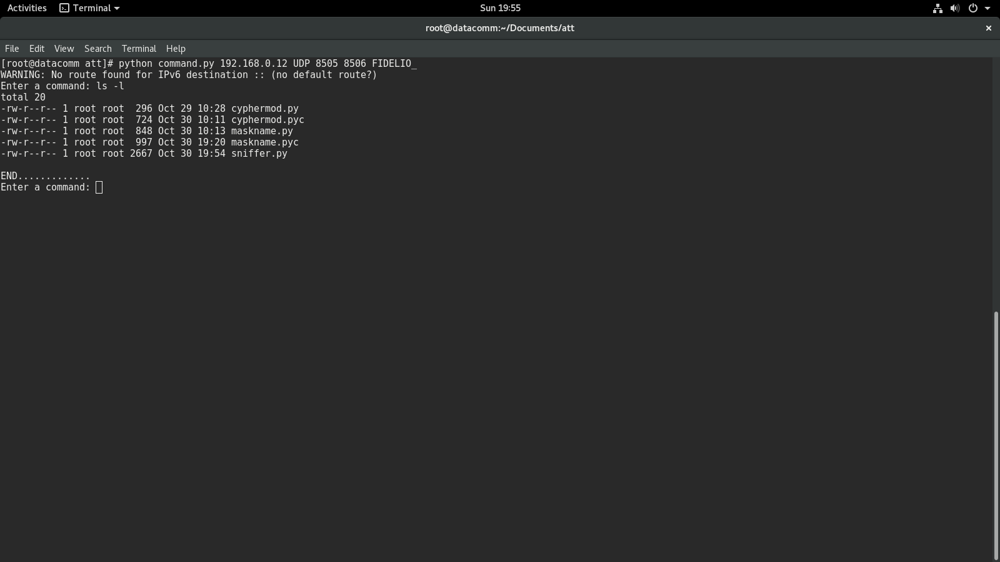 Activities Terminal Sun 19:55
root@datacomm:~/Documents/att
File Edit View Search Terminal Help
[root@datacomm att]# python command.py 192.168.0.12 UDP 8505 8506 FIDELIO_
WARNING: No route found for IPv6 destination :: (no default route?)
Enter a command: ls -l
total 20
-rw-r--r-- 1 root root  296 Oct 29 10:28 cyphermod.py
-rw-r--r-- 1 root root  724 Oct 30 10:11 cyphermod.pyc
-rw-r--r-- 1 root root  848 Oct 30 10:13 maskname.py
-rw-r--r-- 1 root root  997 Oct 30 19:20 maskname.pyc
-rw-r--r-- 1 root root 2667 Oct 30 19:54 sniffer.py
END.............
Enter a command: